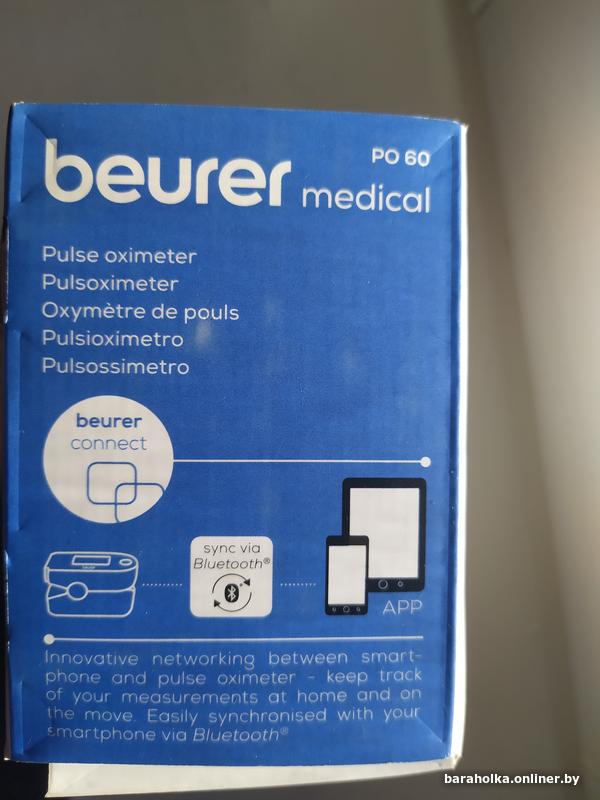 beurer
PO 60
medical
Pulse oximeter
Pulsoximeter
Oxymètre de pouls
Pulsioximetro
Pulsossimetro
beurer
connect
sync via
Bluetooth®
APP
Innovative networking between smart-
phone and pulse oximeter - keep track
of your measurements at home and on
the move. Easily synchronised with your
smartphone via Bluetooth®
baraholka.onliner.by